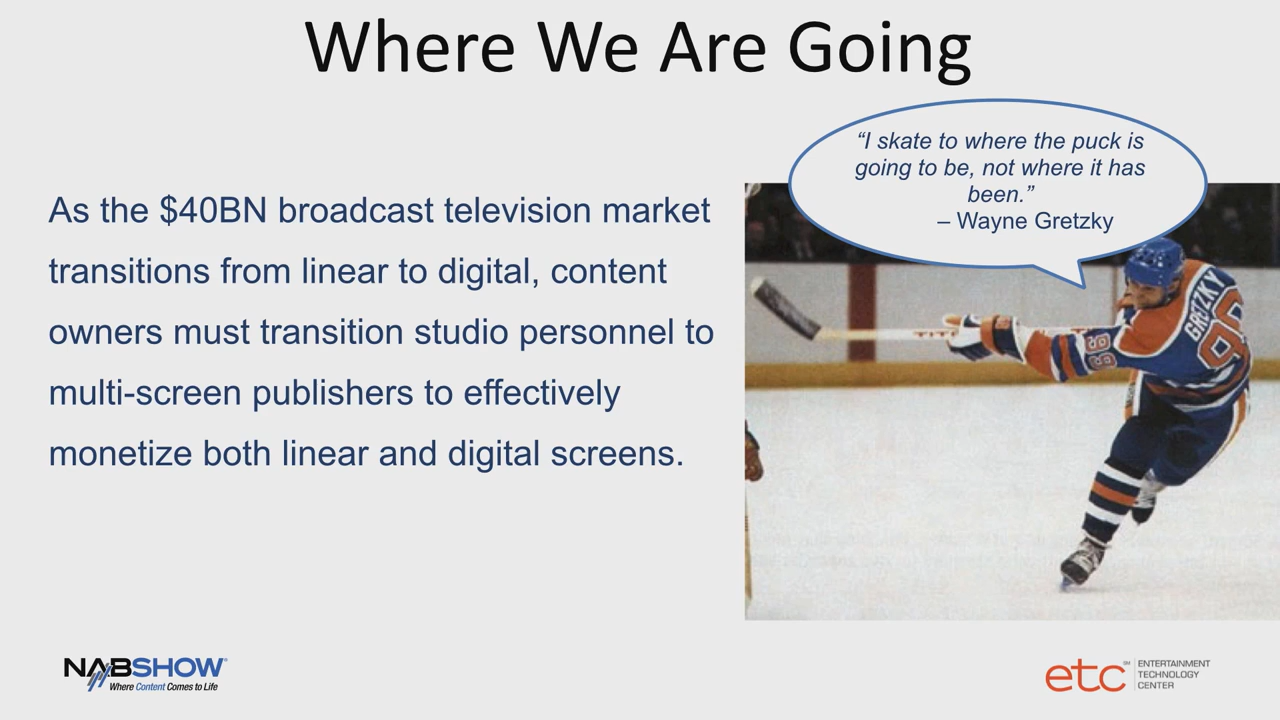 Where We Are Going
“I skate to where the puck is
going to be, not where it has
been.”
– Wayne Gretzky
As the $40BN broadcast television market
transitions from linear to digital, content
owners must transition studio personnel to
multi-screen publishers to effectively
monetize both linear and digital screens.
GRETZKY
99
99
NABSHOW®
Where Content Comes to Life
etc℠ ENTERTAINMENT
TECHNOLOGY
CENTER